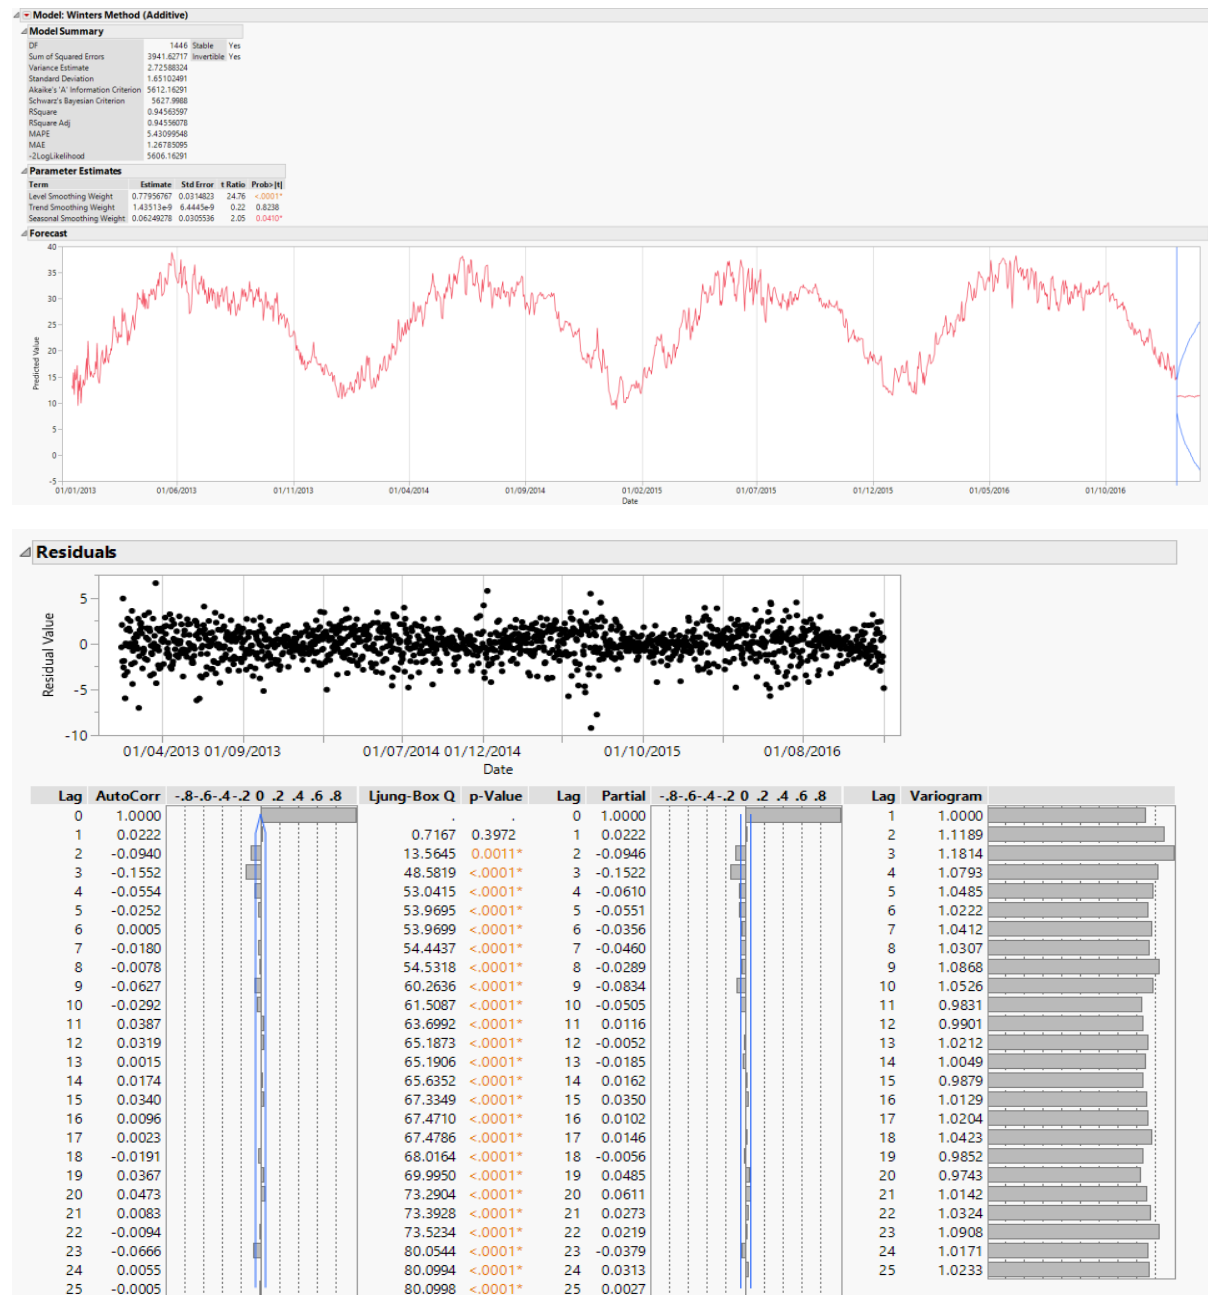 Model: Winters Method (Additive)
Model Summary
DF 1446 Stable Yes
Sum of Squared Errors 3941.62717 Invertible Yes
Variance Estimate 2.72588324
Standard Deviation 1.65102491
Akaike's 'A' Information Criterion 5612.16291
Schwarz's Bayesian Criterion 5627.9988
RSquare 0.94563597
RSquare Adj 0.94556078
MAPE 5.43099548
MAE 1.26785095
-2LogLikelihood 5606.16291
Parameter Estimates
Term Estimate Std Error t Ratio Prob>|t|
Level Smoothing Weight 0.77956767 0.0314823 24.76 <.0001*
Trend Smoothing Weight 1.43513e-9 6.4445e-9 0.22 0.8238
Seasonal Smoothing Weight 0.06249278 0.0305536 2.05 0.0410*
Forecast
40
35
30
25
20
15
10
5
0
-5
Predicted Value
01/01/2013 01/06/2013 01/11/2013 01/04/2014 01/09/2014 01/02/2015 01/07/2015 01/12/2015 01/05/2016 01/10/2016
Date
Residuals
5
0
-5
-10
Residual Value
01/04/2013 01/09/2013 01/07/2014 01/12/2014 01/10/2015 01/08/2016
Date
Lag AutoCorr -.8-.6-.4-.2 0 .2 .4 .6 .8 Ljung-Box Q p-Value Lag Partial -.8-.6-.4-.2 0 .2 .4 .6 .8 Lag Variogram
0 1.0000 . . 0 1.0000 1 1.0000
1 0.0222 0.7167 0.3972 1 0.0222 2 1.1189
2 -0.0940 13.5645 0.0011* 2 -0.0946 3 1.1814
3 -0.1552 48.5819 <.0001* 3 -0.1522 4 1.0793
4 -0.0554 53.0415 <.0001* 4 -0.0610 5 1.0485
5 -0.0252 53.9695 <.0001* 5 -0.0551 6 1.0222
6 0.0005 53.9699 <.0001* 6 -0.0356 7 1.0412
7 -0.0180 54.4437 <.0001* 7 -0.0460 8 1.0307
8 -0.0078 54.5318 <.0001* 8 -0.0289 9 1.0868
9 -0.0627 60.2636 <.0001* 9 -0.0834 10 1.0526
10 -0.0292 61.5087 <.0001* 10 -0.0505 11 0.9831
11 0.0387 63.6992 <.0001* 11 0.0116 12 0.9901
12 0.0319 65.1873 <.0001* 12 -0.0052 13 1.0212
13 0.0015 65.1906 <.0001* 13 -0.0185 14 1.0049
14 0.0174 65.6352 <.0001* 14 0.0162 15 0.9879
15 0.0340 67.3349 <.0001* 15 0.0350 16 1.0129
16 0.0096 67.4710 <.0001* 16 0.0102 17 1.0204
17 0.0023 67.4786 <.0001* 17 0.0146 18 1.0423
18 -0.0191 68.0164 <.0001* 18 -0.0056 19 0.9852
19 0.0367 69.9950 <.0001* 19 0.0485 20 0.9743
20 0.0473 73.2904 <.0001* 20 0.0611 21 1.0142
21 0.0083 73.3928 <.0001* 21 0.0273 22 1.0324
22 -0.0094 73.5234 <.0001* 22 0.0219 23 1.0908
23 -0.0666 80.0544 <.0001* 23 -0.0379 24 1.0171
24 0.0055 80.0994 <.0001* 24 0.0313 25 1.0233
25 -0.0005 80.0998 <.0001* 25 0.0027